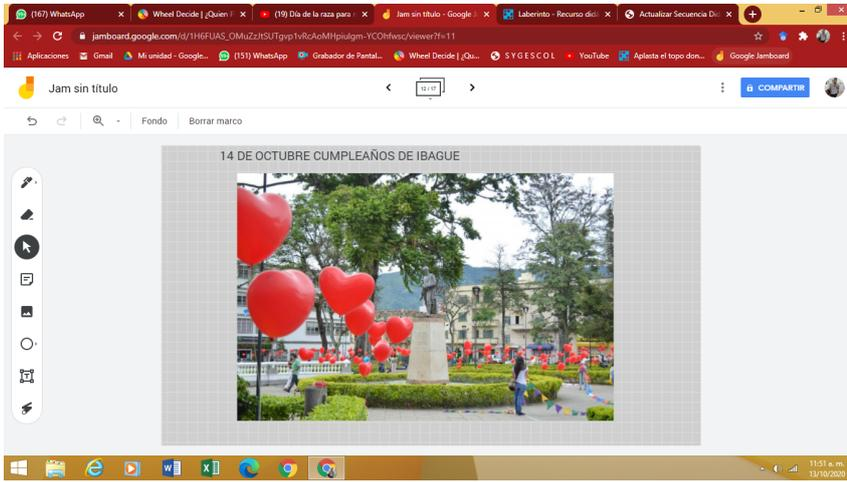 (167) WhatsApp
Wheel Decide | ¿Quien F
(19) Día de la raza para
Jam sin título - Google J
Laberinto - Recurso didá
Actualizar Secuencia Did
jamboard.google.com/d/1H6FUAS_OMuZzJtSUTgvp1vRcAoMHpiuIgm-YCOhfwsc/viewer?f=11
Aplicaciones
Gmail
Mi unidad - Google...
(151) WhatsApp
Grabador de Pantal...
Wheel Decide | ¿Qu...
S Y G E S C O L
YouTube
Aplasta el topo don...
Google Jamboard
Jam sin título
12 / 17
COMPARTIR
Fondo
Borrar marco
14 DE OCTUBRE CUMPLEAÑOS DE IBAGUE
11:51 a. m.
13/10/2020